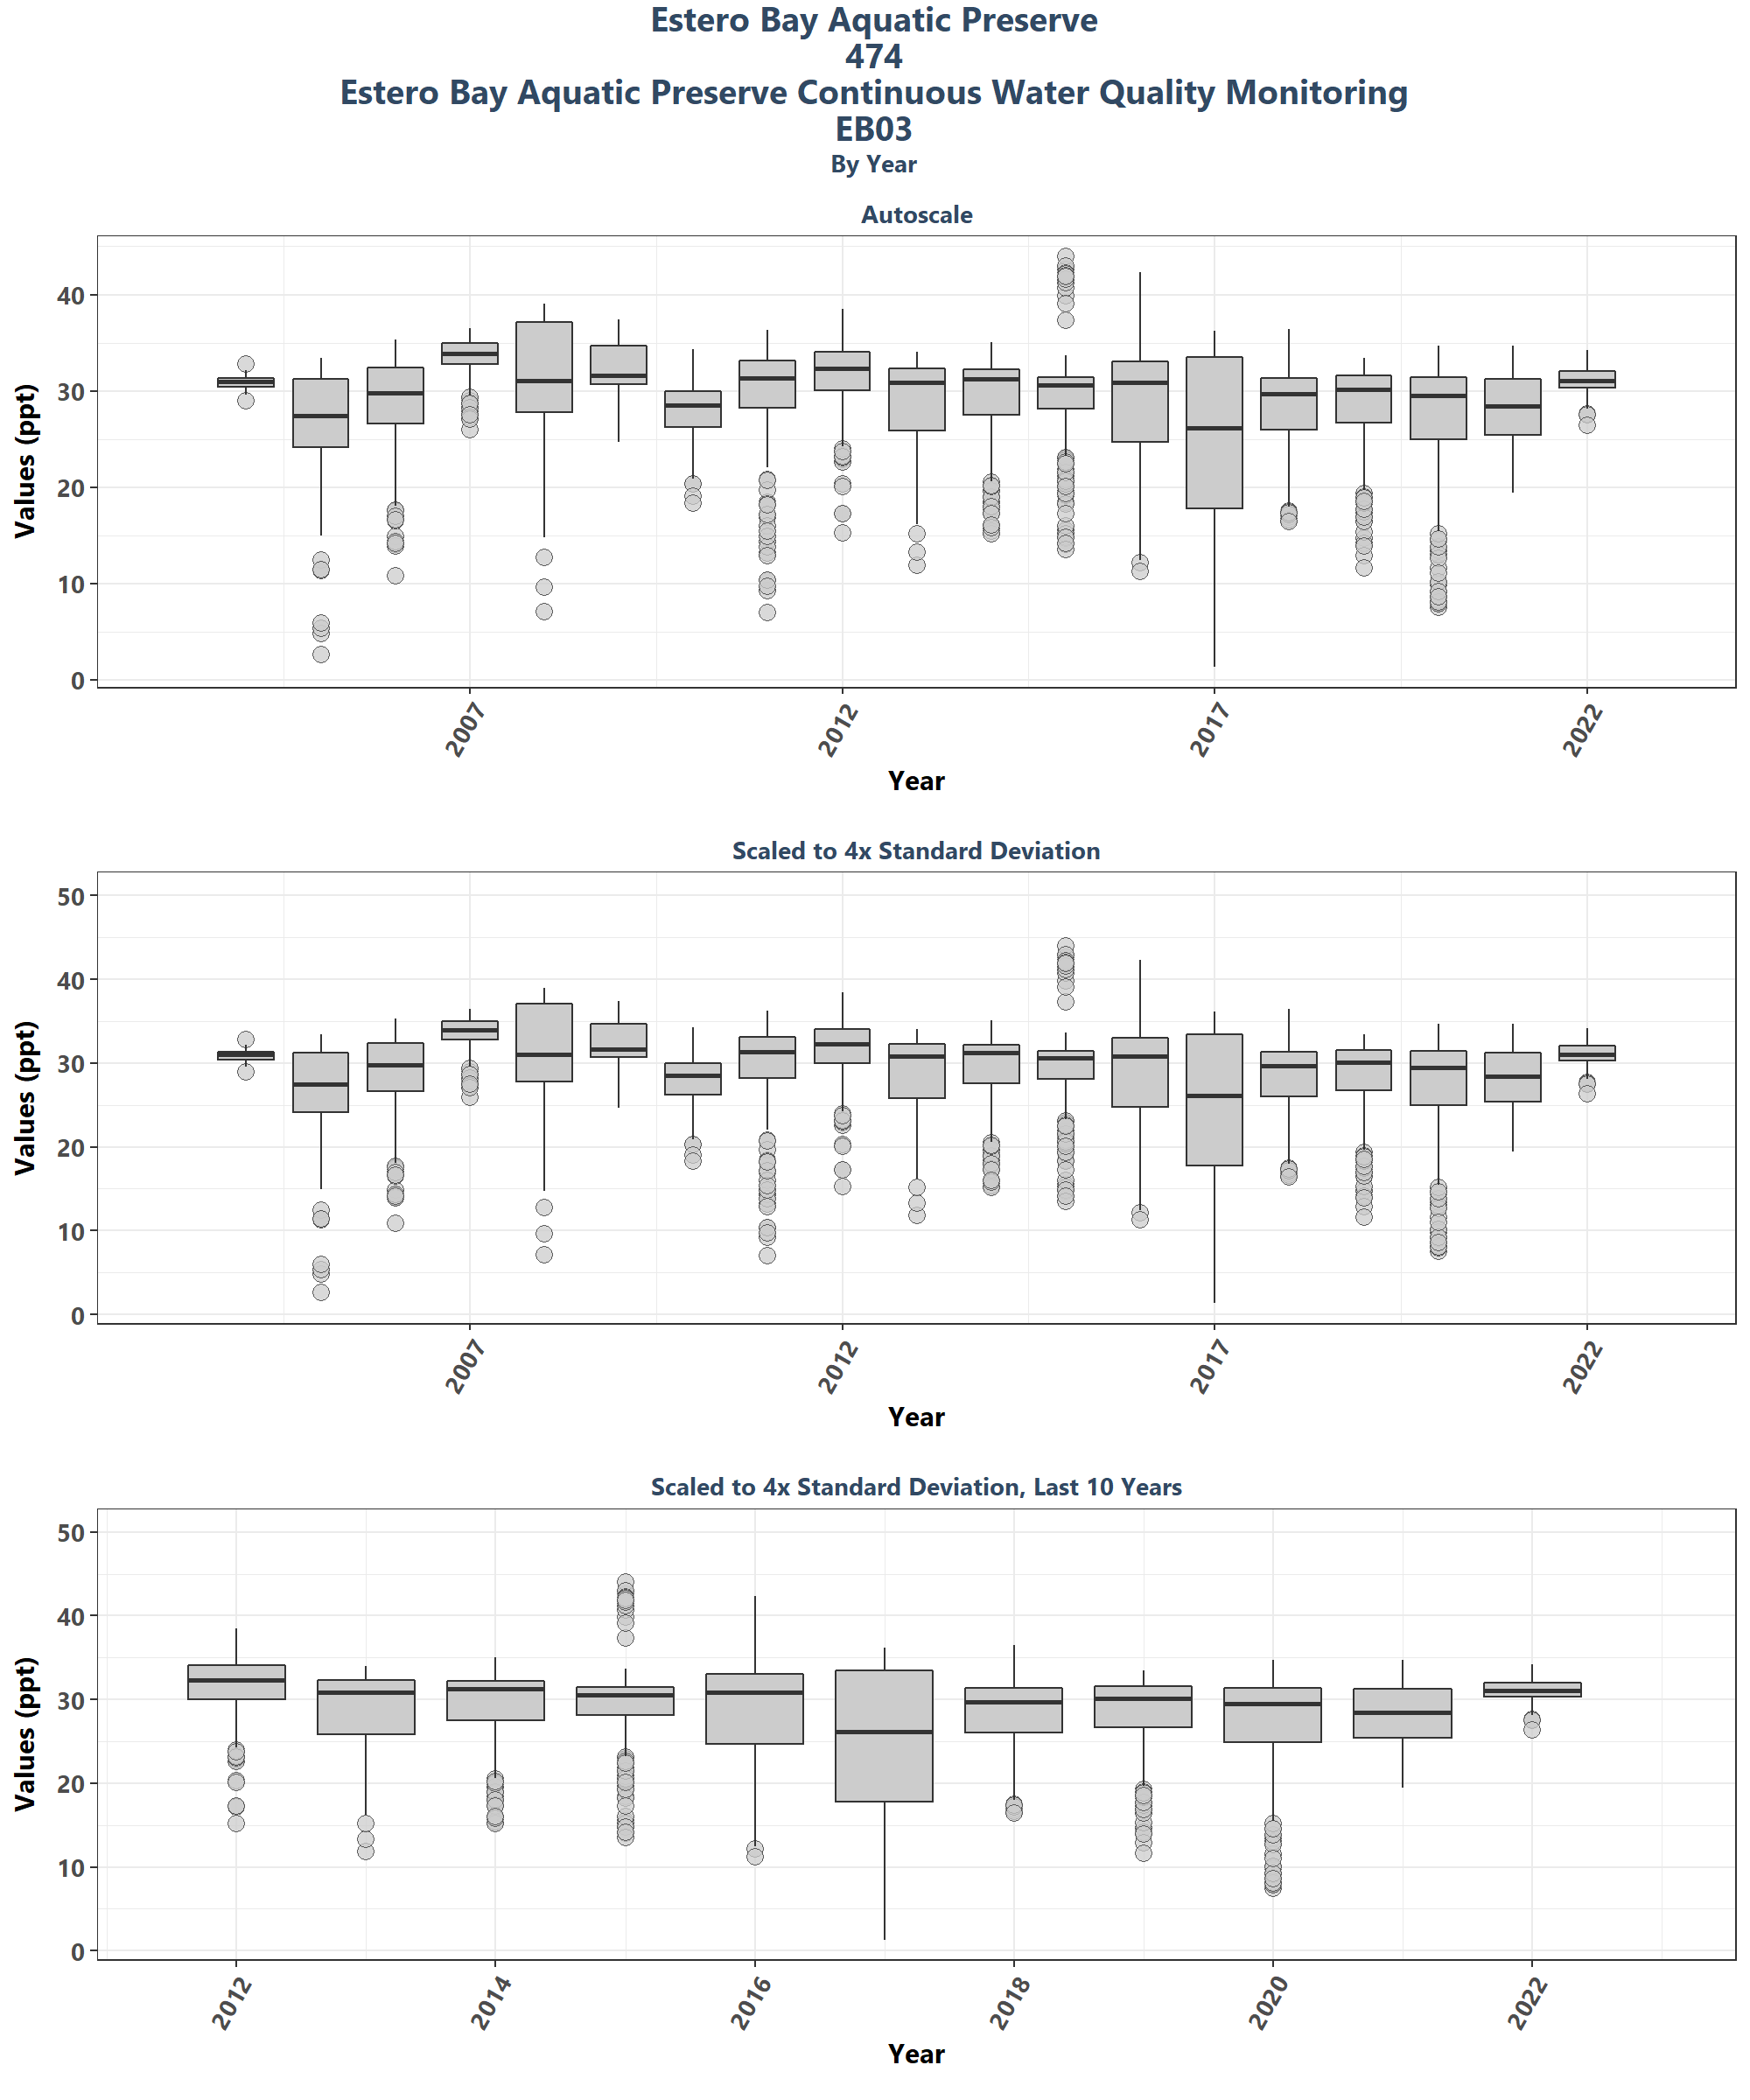 Estero Bay Aquatic Preserve
474
Estero Bay Aquatic Preserve Continuous Water Quality Monitoring
EB03
By Year
Autoscale
Values (ppt)
40
30
20
10
0
2007
2012
2017
2022
Year
Scaled to 4x Standard Deviation
Values (ppt)
50
40
30
20
10
0
2007
2012
2017
2022
Year
Scaled to 4x Standard Deviation, Last 10 Years
Values (ppt)
50
40
30
20
10
0
2012
2014
2016
2018
2020
2022
Year